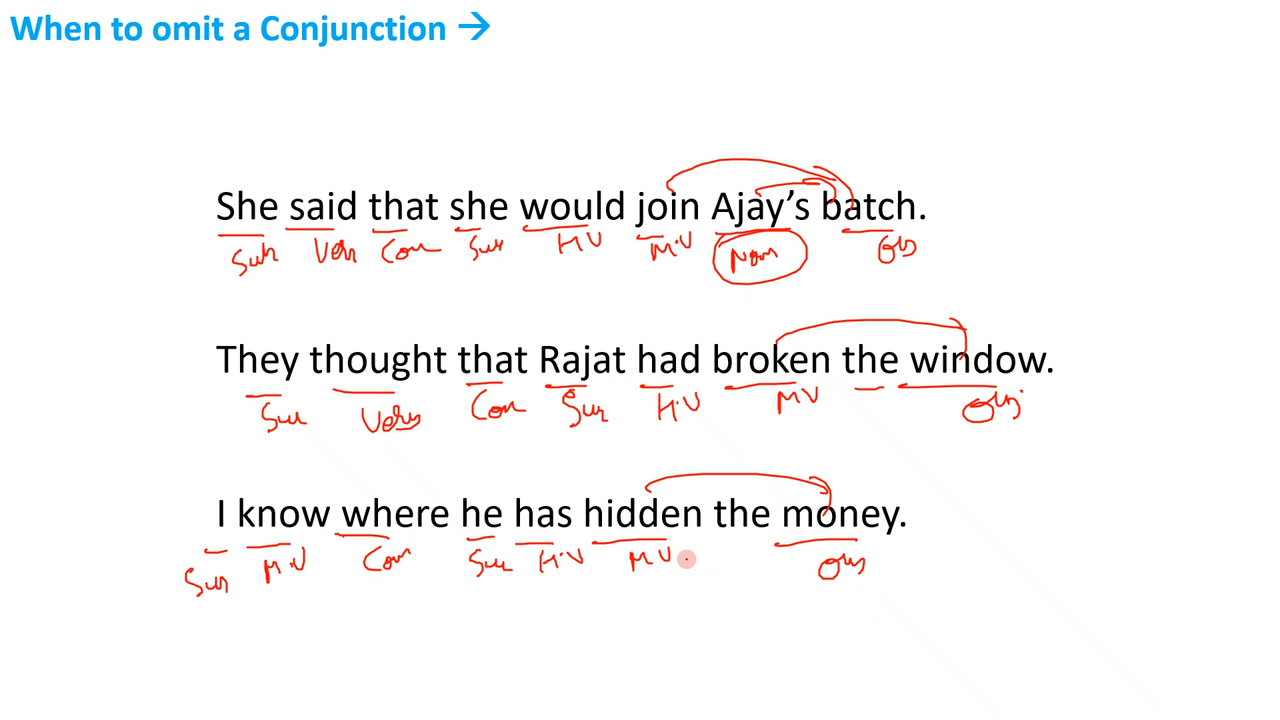 When to omit a Conjunction →
She said that she would join Ajay's batch.
Sub Verb Con Sub HV M.V Noun Obj
They thought that Rajat had broken the window.
Sub Verb Con Sub H.V MV Obj
I know where he has hidden the money.
Sub M.V Con Sub H.V MV Obj